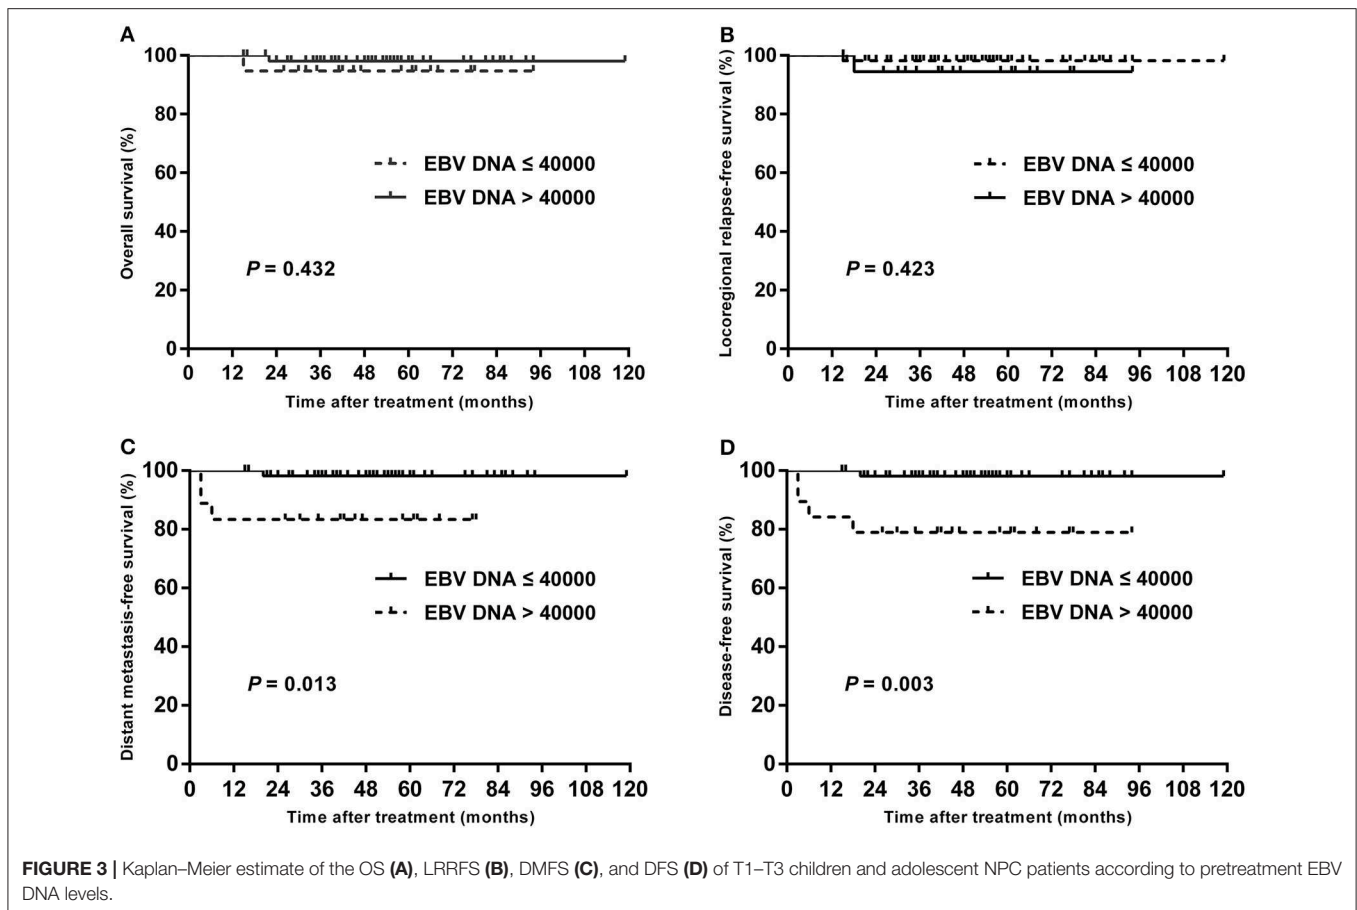 A
Overall survival (%)
100
80
60
40
20
0
EBV DNA ≤ 40000
EBV DNA > 40000
P = 0.432
0 12 24 36 48 60 72 84 96 108 120
Time after treatment (months)
B
Locoregional relapse-free survival (%)
100
80
60
40
20
0
EBV DNA ≤ 40000
EBV DNA > 40000
P = 0.423
0 12 24 36 48 60 72 84 96 108 120
Time after treatment (months)
C
Distant metastasis-free survival (%)
100
80
60
40
20
0
EBV DNA ≤ 40000
EBV DNA > 40000
P = 0.013
0 12 24 36 48 60 72 84 96 108 120
Time after treatment (months)
D
Disease-free survival (%)
100
80
60
40
20
0
EBV DNA ≤ 40000
EBV DNA > 40000
P = 0.003
0 12 24 36 48 60 72 84 96 108 120
Time after treatment (months)
FIGURE 3 | Kaplan–Meier estimate of the OS (A), LRRFS (B), DMFS (C), and DFS (D) of T1–T3 children and adolescent NPC patients according to pretreatment EBV
DNA levels.